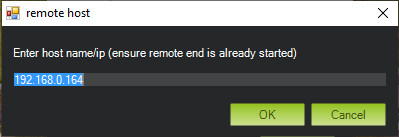 remote host
Enter host name/ip (ensure remote end is already started)
192.168.0.164
OK
Cancel